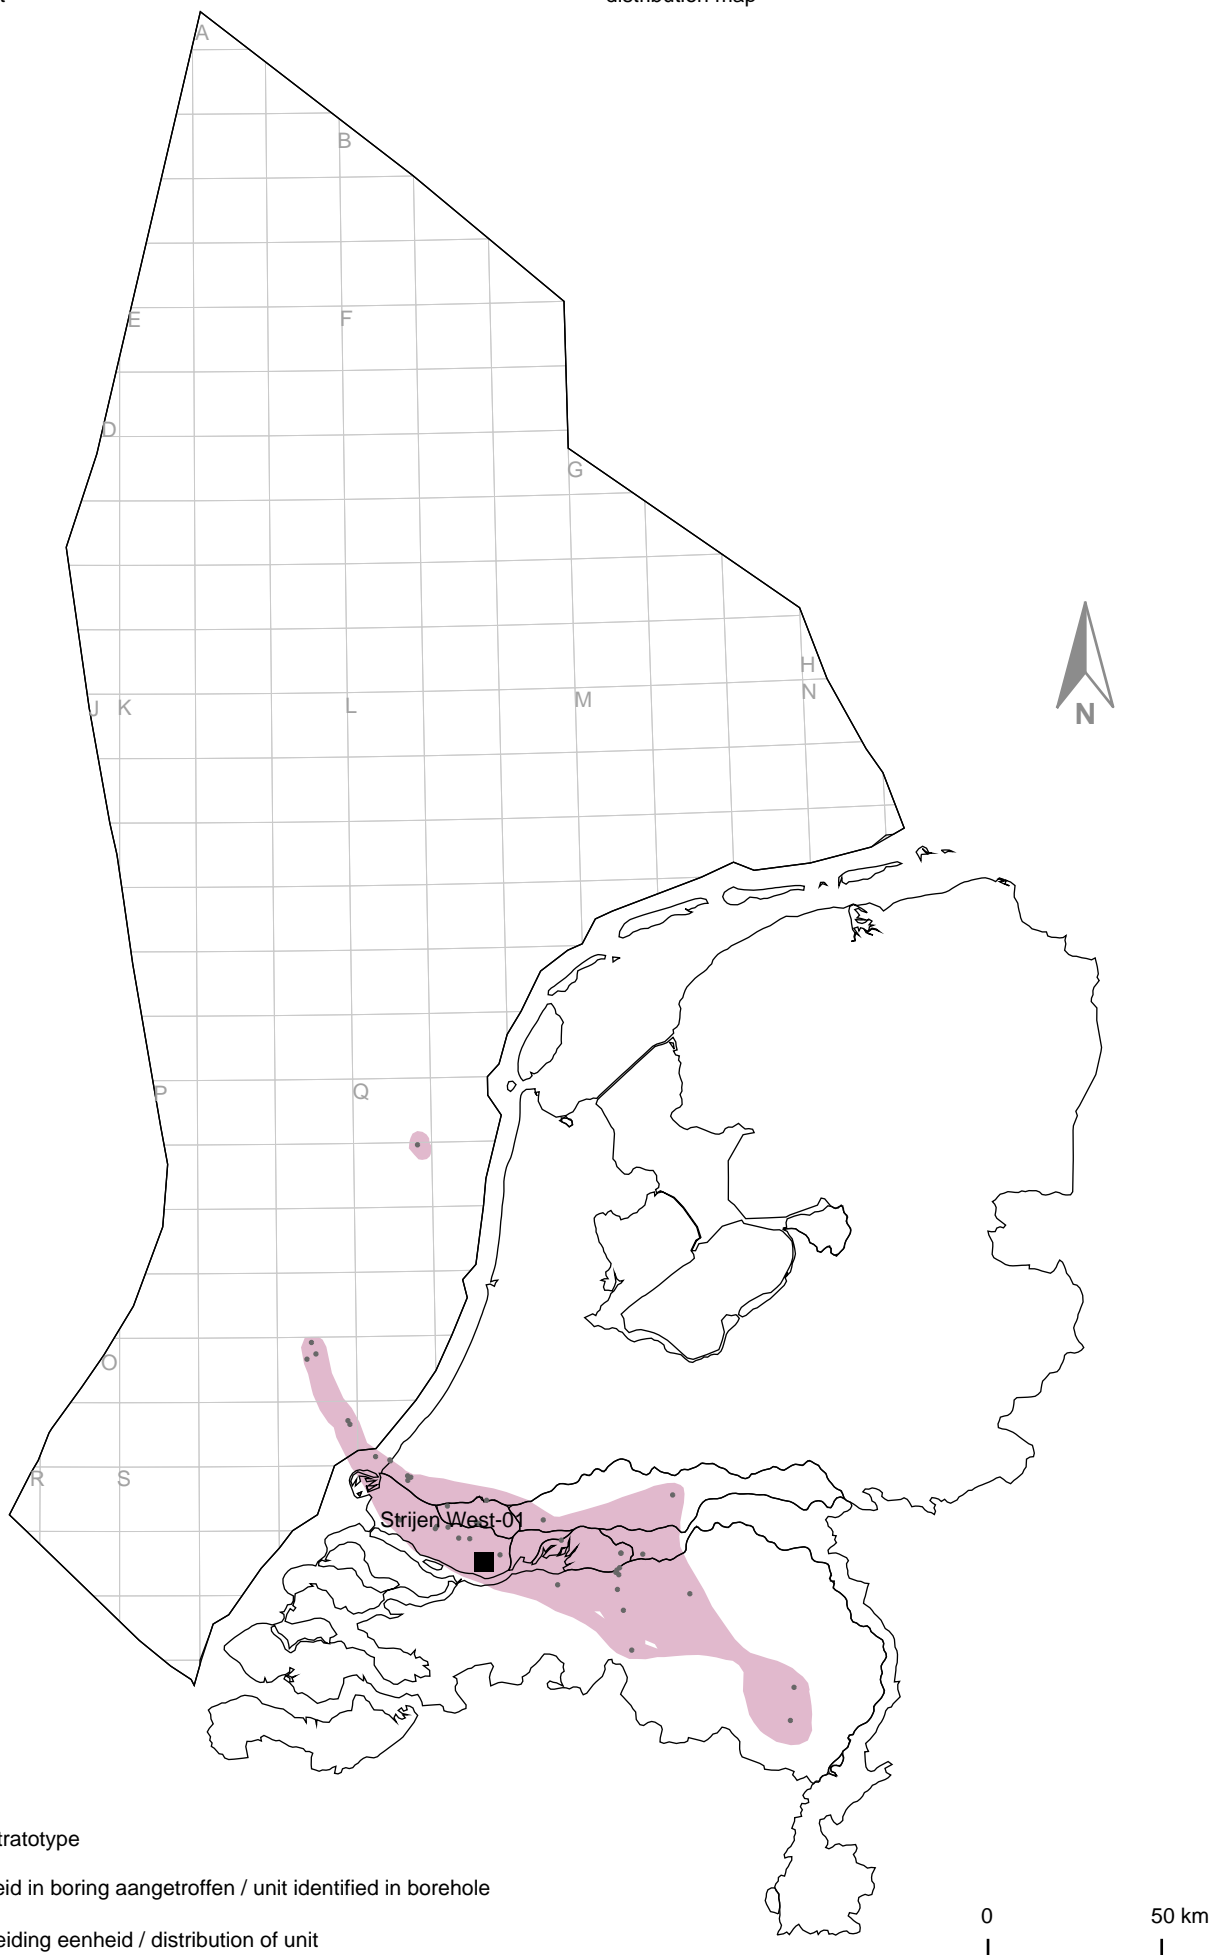 distribution map
A
B
E
F
D
G
H
N
J K
L
M
P
Q
O
R
S
N
Strijen West-01
tratotype
eid in boring aangetroffen / unit identified in borehole
eiding eenheid / distribution of unit
0 50 km